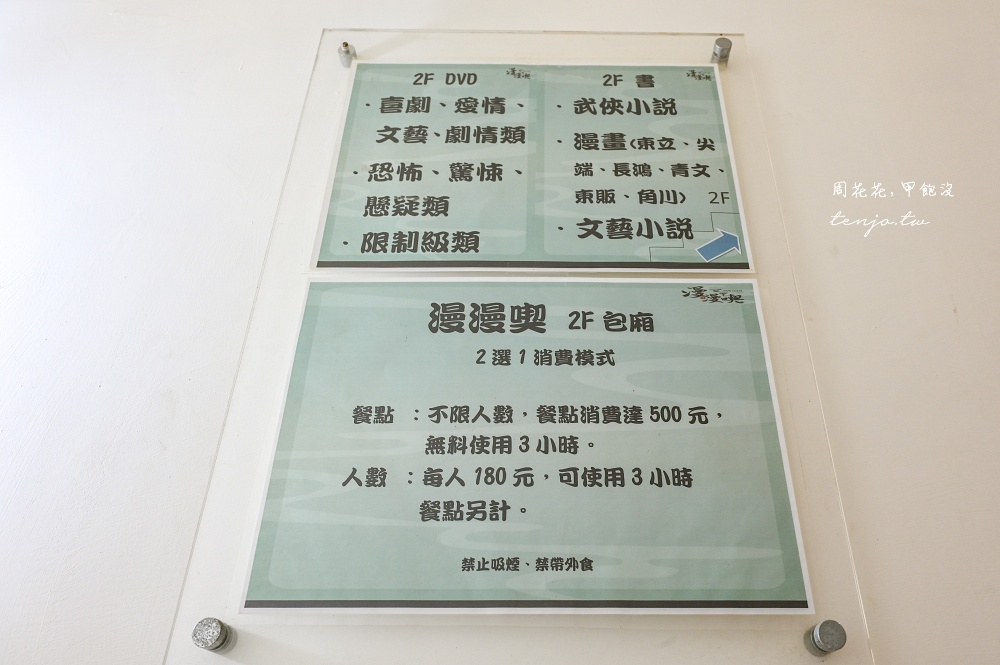 2F DVD
・喜劇、愛情、
文藝、劇情類
・恐怖、驚悚、
懸疑類
・限制級類
2F 書
・武俠小說
・漫畫(東立、尖
端、長鴻、青文、
東販、角川)
2F
・文藝小說
漫漫喫
漫漫喫 2F 包廂
2 選 1 消費模式
餐點 ：不限人數，餐點消費達 500 元，
無料使用 3 小時。
人數 ：每人 180 元，可使用 3 小時
餐點另計。
禁止吸煙、禁帶外食
周花花,甲飽沒
tenjo.tw